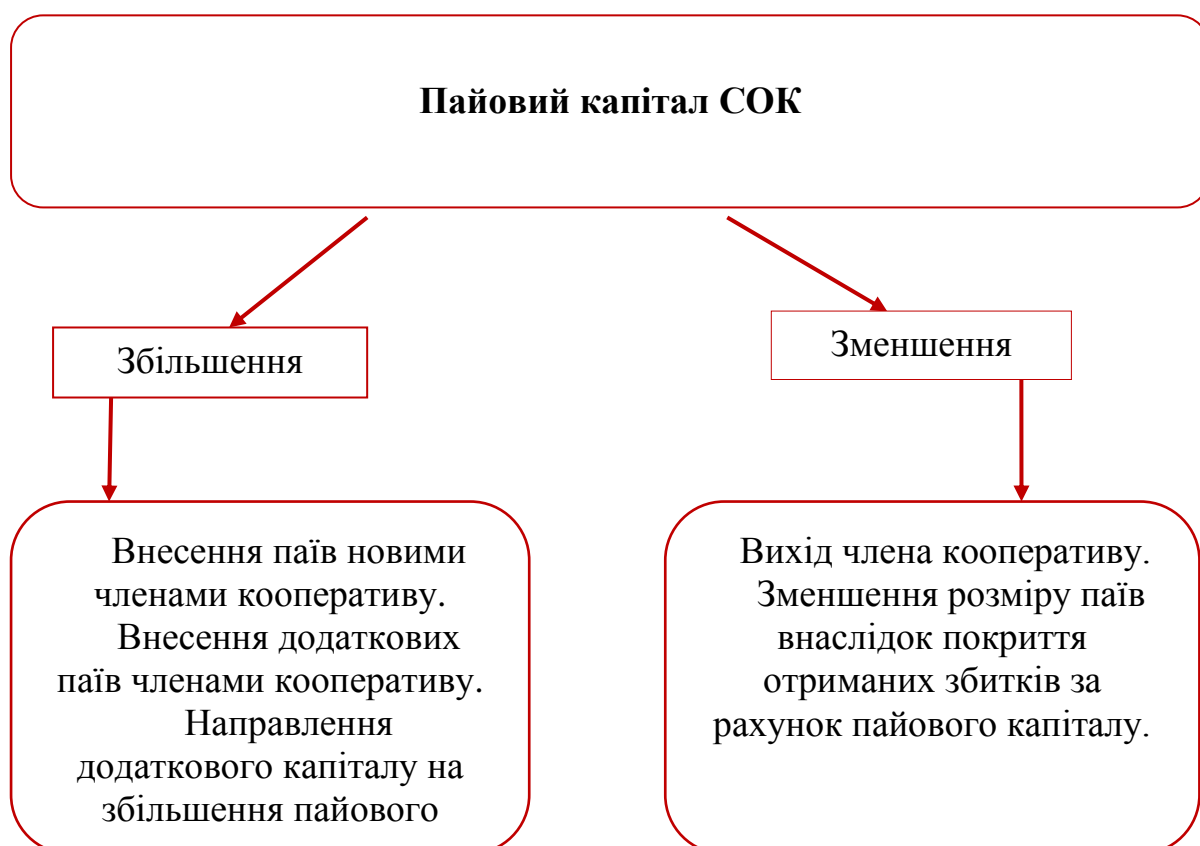 Пайовий капітал СОК
Збільшення
Зменшення
Внесення паїв новими
членами кооперативу.
Внесення додаткових
паїв членами кооперативу.
Направлення
додаткового капіталу на
збільшення пайового
Вихід члена кооперативу.
Зменшення розміру паїв
внаслідок покриття
отриманих збитків за
рахунок пайового капіталу.